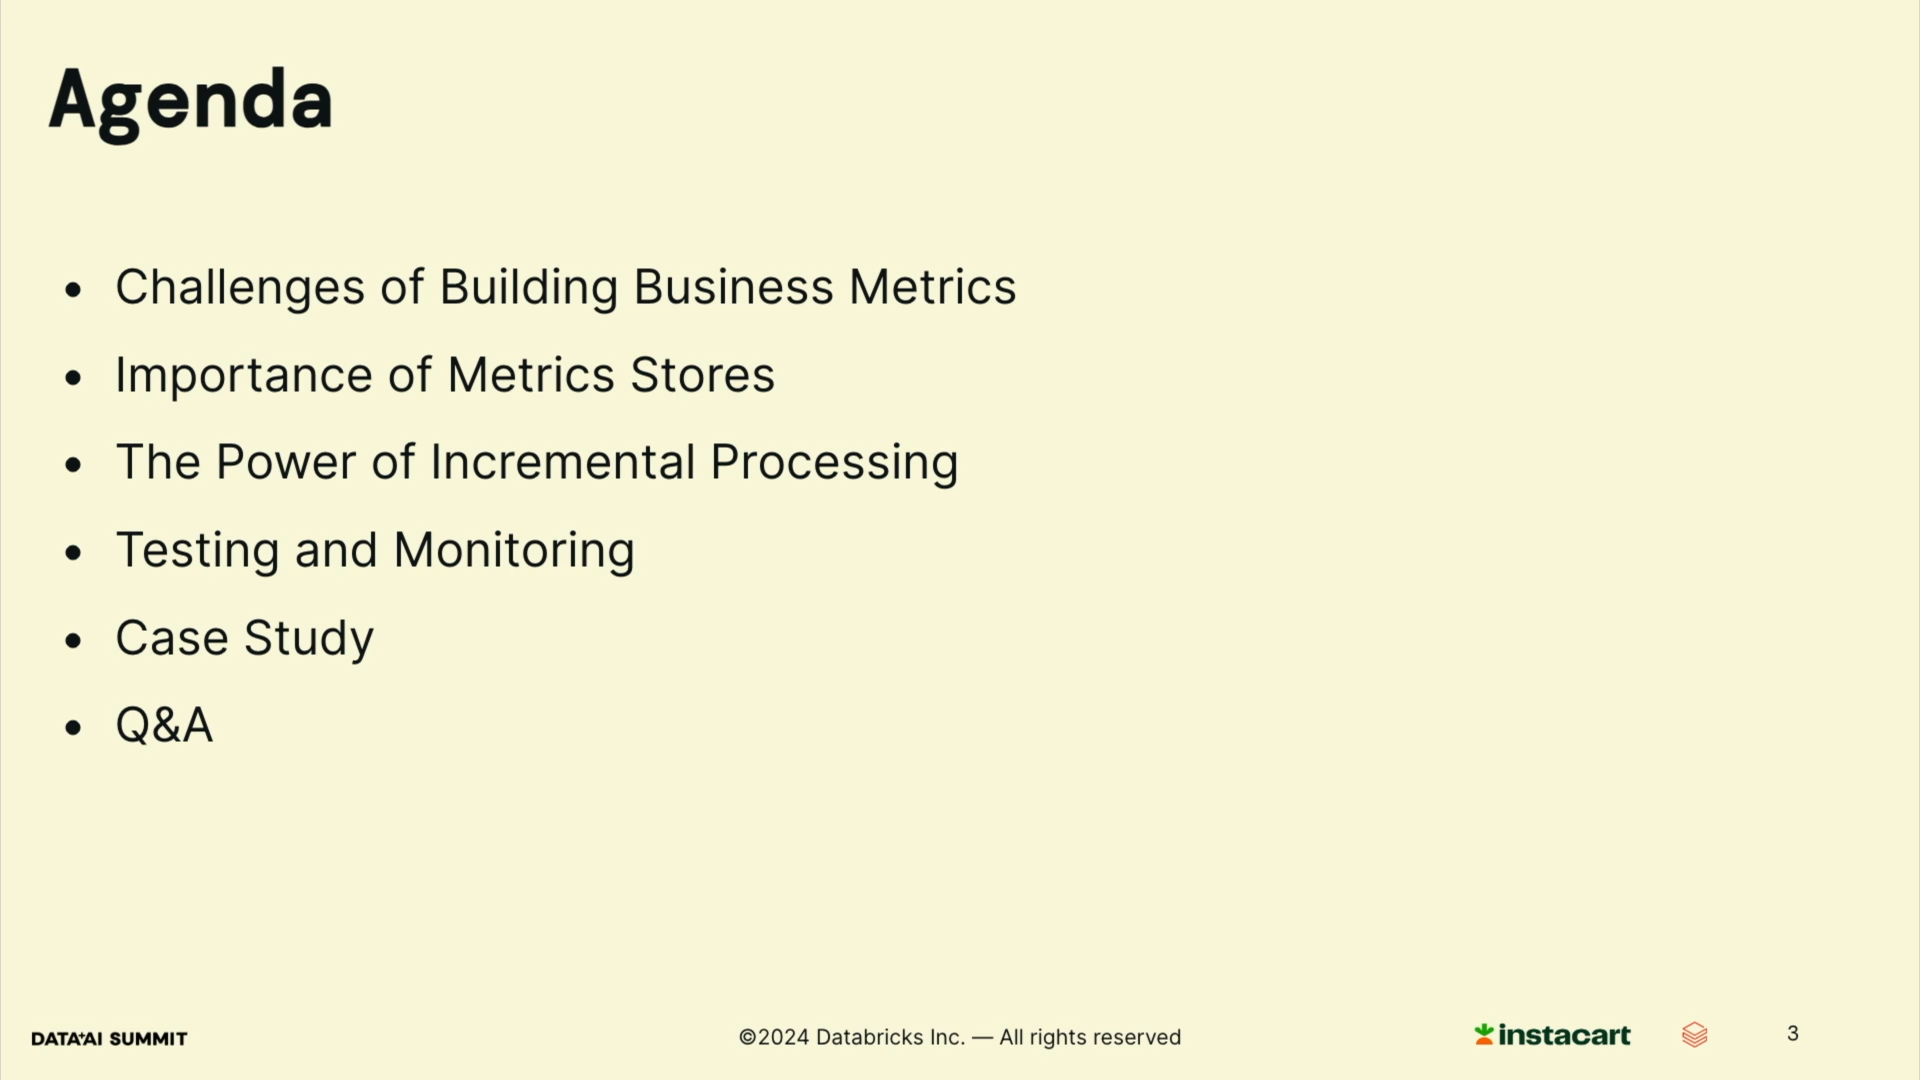 Agenda
• Challenges of Building Business Metrics
• Importance of Metrics Stores
• The Power of Incremental Processing
• Testing and Monitoring
• Case Study
• Q&A
DATA+AI SUMMIT
©2024 Databricks Inc. — All rights reserved
instacart
3